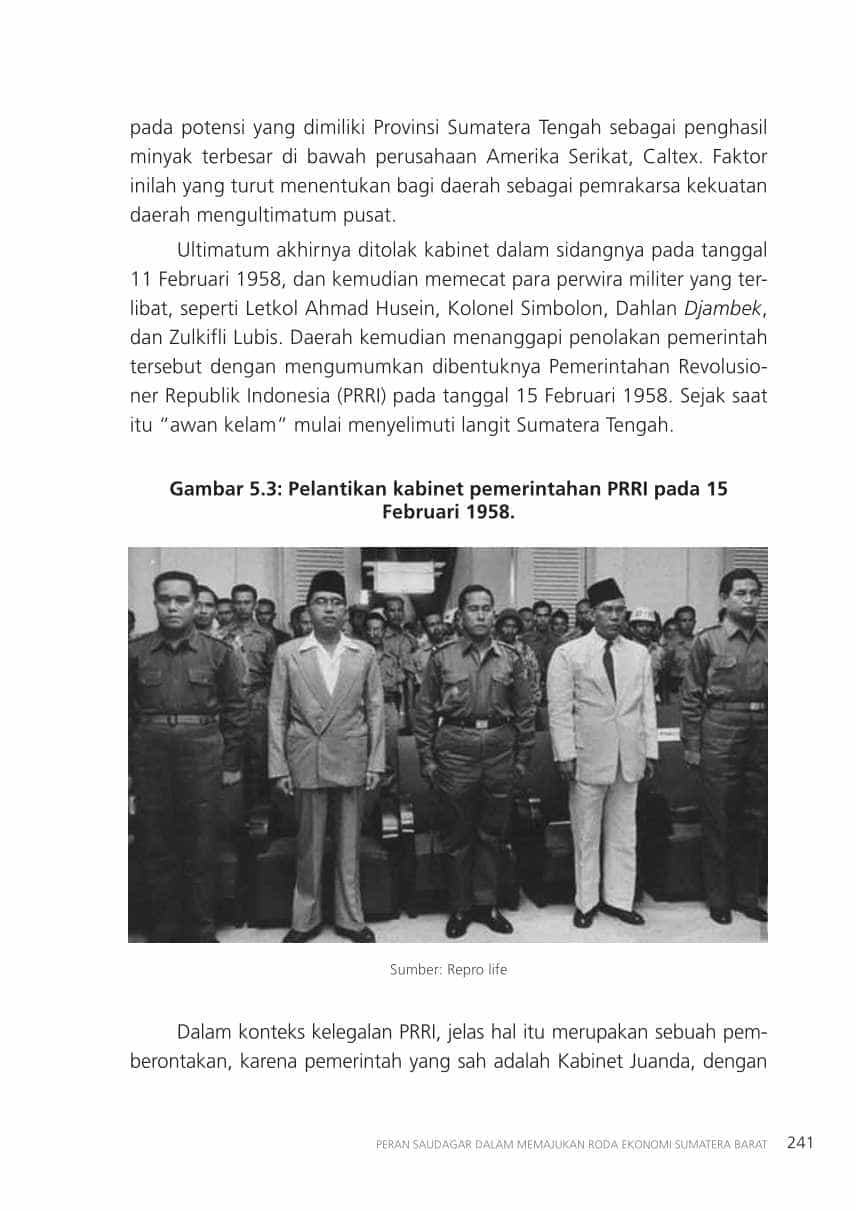 pada potensi yang dimiliki Provinsi Sumatera Tengah sebagai penghasil
minyak terbesar di bawah perusahaan Amerika Serikat, Caltex. Faktor
inilah yang turut menentukan bagi daerah sebagai pemrakarsa kekuatan
daerah mengultimatum pusat.
Ultimatum akhirnya ditolak kabinet dalam sidangnya pada tanggal
11 Februari 1958, dan kemudian memecat para perwira militer yang ter-
libat, seperti Letkol Ahmad Husein, Kolonel Simbolon, Dahlan Djambek,
dan Zulkifli Lubis. Daerah kemudian menanggapi penolakan pemerintah
tersebut dengan mengumumkan dibentuknya Pemerintahan Revolusio-
ner Republik Indonesia (PRRI) pada tanggal 15 Februari 1958. Sejak saat
itu “awan kelam” mulai menyelimuti langit Sumatera Tengah.
Gambar 5.3: Pelantikan kabinet pemerintahan PRRI pada 15
Februari 1958.
Sumber: Repro life
Dalam konteks kelegalan PRRI, jelas hal itu merupakan sebuah pem-
berontakan, karena pemerintah yang sah adalah Kabinet Juanda, dengan
PERAN SAUDAGAR DALAM MEMAJUKAN RODA EKONOMI SUMATERA BARAT 241